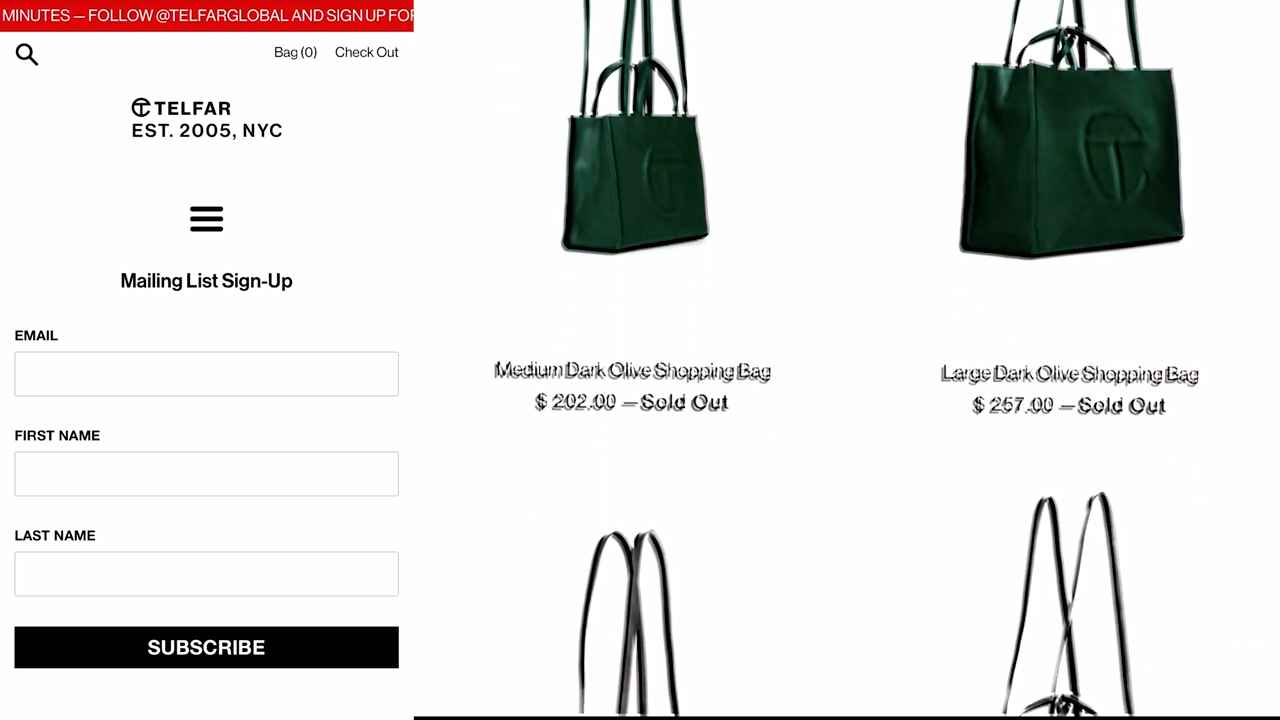 MINUTES — FOLLOW @TELFARGLOBAL AND SIGN UP FOR
Bag (0) Check Out
TELFAR
EST. 2005, NYC
Mailing List Sign-Up
EMAIL
FIRST NAME
LAST NAME
SUBSCRIBE
Medium Dark Olive Shopping Bag
$ 202.00 — Sold Out
Large Dark Olive Shopping Bag
$ 257.00 — Sold Out